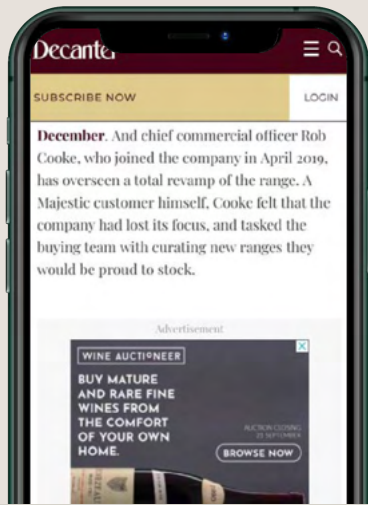 Decanter
SUBSCRIBE NOW
LOGIN
December. And chief commercial officer Rob
Cooke, who joined the company in April 2019,
has overseen a total revamp of the range. A
Majestic customer himself, Cooke felt that the
company had lost its focus, and tasked the
buying team with curating new ranges they
would be proud to stock.
Advertisement
WINE AUCTIONEER
BUY MATURE
AND RARE FINE
WINES FROM
THE COMFORT
OF YOUR OWN
HOME.
AUCTION CLOSING
25 SEPTEMBER
BROWSE NOW